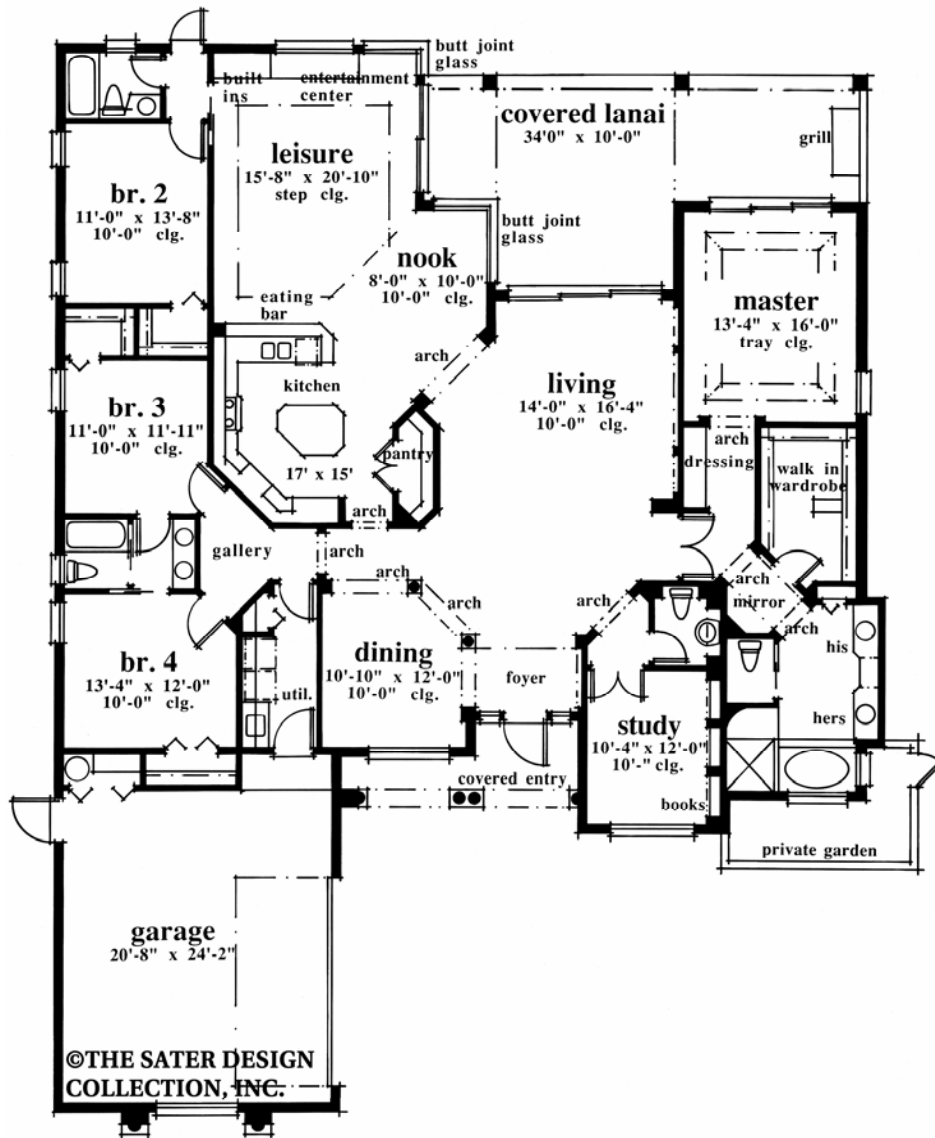 butt joint
glass
built
ins
entertainment
center
covered lanai
34'0" x 10'-0"
grill
leisure
15'-8" x 20'-10"
step clg.
br. 2
11'-0" x 13'-8"
10'-0" clg.
butt joint
glass
nook
8'-0" x 10'-0"
10'-0" clg.
eating
bar
master
13'-4" x 16'-0"
tray clg.
arch
kitchen
living
14'-0" x 16'-4"
10'-0" clg.
br. 3
11'-0" x 11'-11"
10'-0" clg.
17' x 15'
pantry
arch
dressing
walk in
wardrobe
arch
gallery
arch
arch
arch
arch
arch
mirror
arch
br. 4
13'-4" x 12'-0"
10'-0" clg.
util.
dining
10'-10" x 12'-0"
10'-0" clg.
foyer
his
hers
study
10'-4" x 12'-0"
10'-" clg.
books
covered entry
private garden
garage
20'-8" x 24'-2"
©THE SATER DESIGN
COLLECTION, INC.